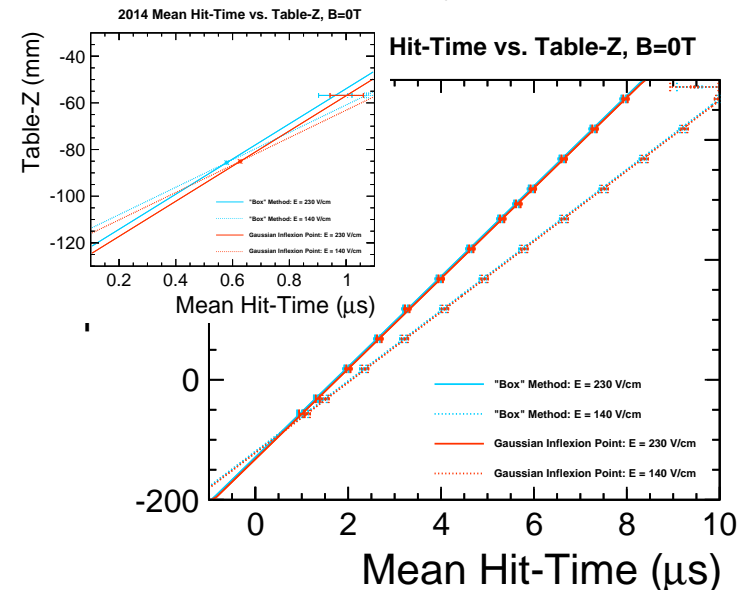 2014 Mean Hit-Time vs. Table-Z, B=0T
Hit-Time vs. Table-Z, B=0T
Table-Z (mm)
-40
-60
-80
-100
-120
"Box" Method: E = 230 V/cm
"Box" Method: E = 140 V/cm
Gaussian Inflexion Point: E = 230 V/cm
Gaussian Inflexion Point: E = 140 V/cm
0.2 0.4 0.6 0.8 1
Mean Hit-Time (μs)
0
-200
"Box" Method: E = 230 V/cm
"Box" Method: E = 140 V/cm
Gaussian Inflexion Point: E = 230 V/cm
Gaussian Inflexion Point: E = 140 V/cm
0 2 4 6 8 10
Mean Hit-Time (μs)